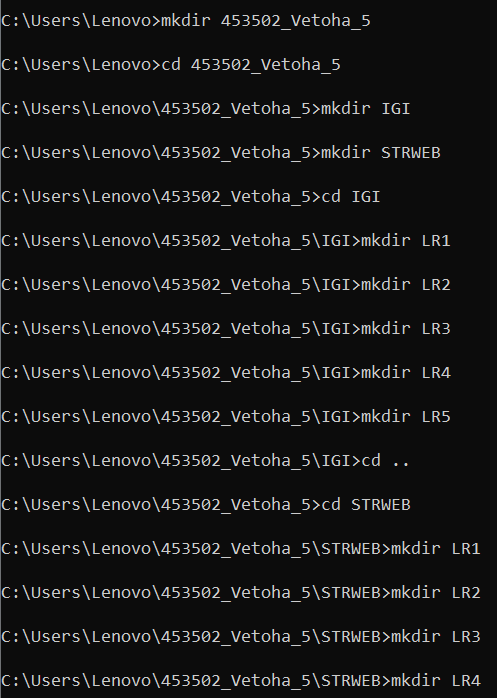 C:\Users\Lenovo>mkdir 453502_Vetoha_5
C:\Users\Lenovo>cd 453502_Vetoha_5
C:\Users\Lenovo\453502_Vetoha_5>mkdir IGI
C:\Users\Lenovo\453502_Vetoha_5>mkdir STRWEB
C:\Users\Lenovo\453502_Vetoha_5>cd IGI
C:\Users\Lenovo\453502_Vetoha_5\IGI>mkdir LR1
C:\Users\Lenovo\453502_Vetoha_5\IGI>mkdir LR2
C:\Users\Lenovo\453502_Vetoha_5\IGI>mkdir LR3
C:\Users\Lenovo\453502_Vetoha_5\IGI>mkdir LR4
C:\Users\Lenovo\453502_Vetoha_5\IGI>mkdir LR5
C:\Users\Lenovo\453502_Vetoha_5\IGI>cd ..
C:\Users\Lenovo\453502_Vetoha_5>cd STRWEB
C:\Users\Lenovo\453502_Vetoha_5\STRWEB>mkdir LR1
C:\Users\Lenovo\453502_Vetoha_5\STRWEB>mkdir LR2
C:\Users\Lenovo\453502_Vetoha_5\STRWEB>mkdir LR3
C:\Users\Lenovo\453502_Vetoha_5\STRWEB>mkdir LR4